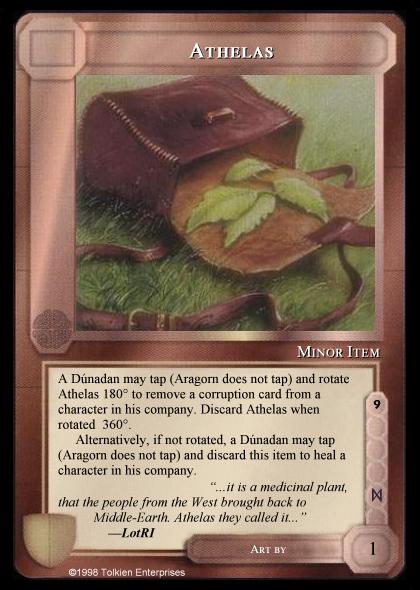 ATHELAS
MINOR ITEM
A Dúnadan may tap (Aragorn does not tap) and rotate
Athelas 180° to remove a corruption card from a
character in his company. Discard Athelas when
rotated 360°.
Alternatively, if not rotated, a Dúnadan may tap
(Aragorn does not tap) and discard this item to heal a
character in his company.
"...it is a medicinal plant,
that the people from the West brought back to
Middle-Earth. Athelas they called it..."
—LotRI
9
ART BY
1
©1998 Tolkien Enterprises